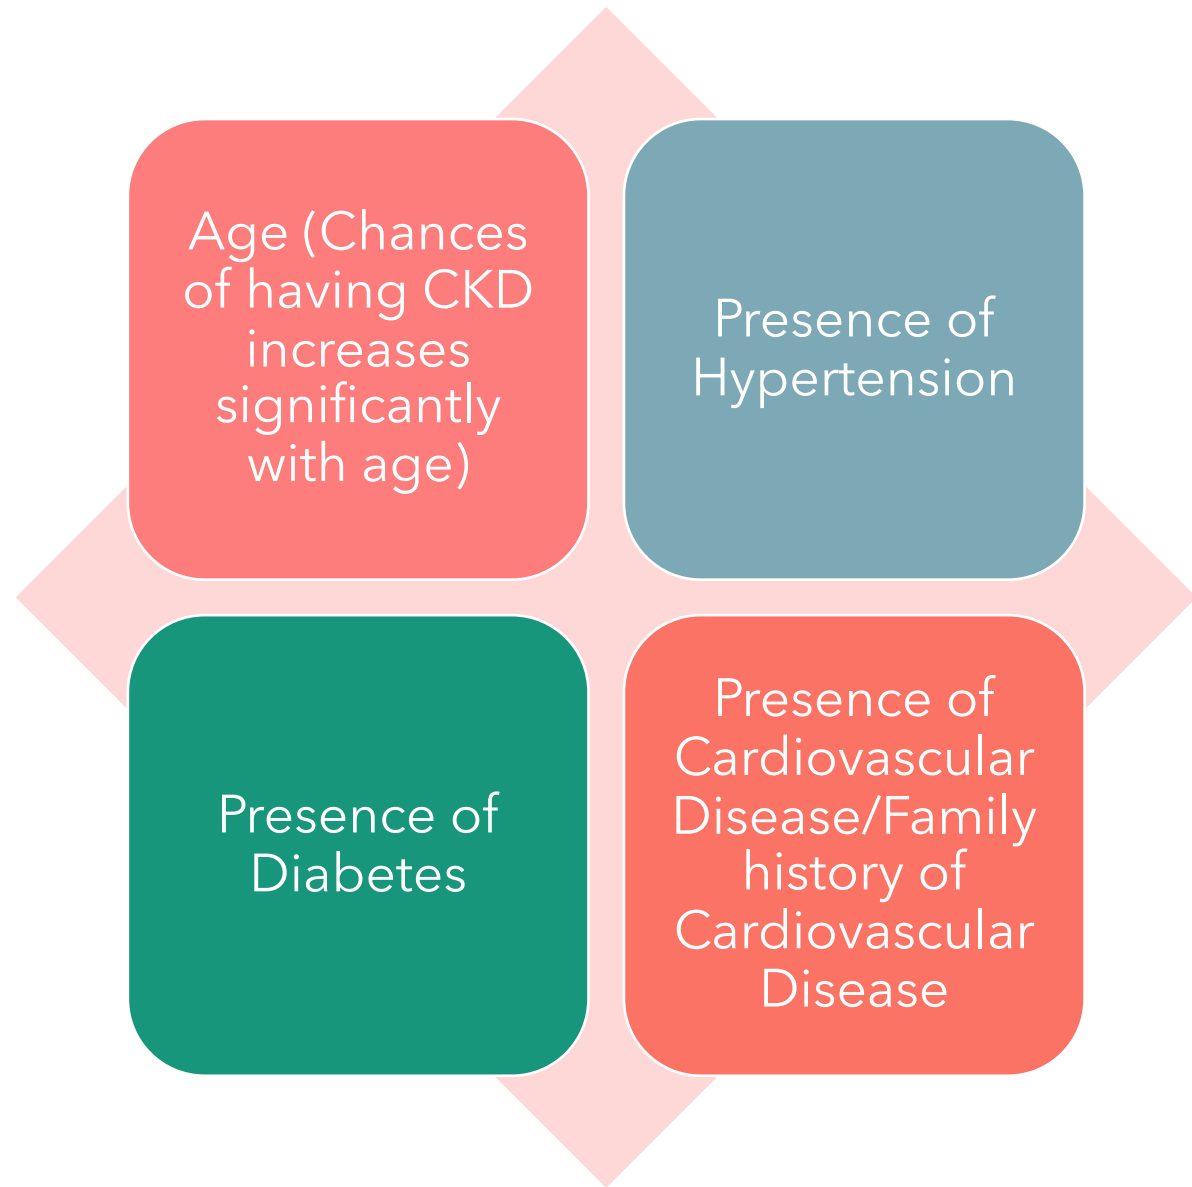 Age (Chances
of having CKD
increases
significantly
with age)
Presence of
Hypertension
Presence of
Diabetes
Presence of
Cardiovascular
Disease/Family
history of
Cardiovascular
Disease